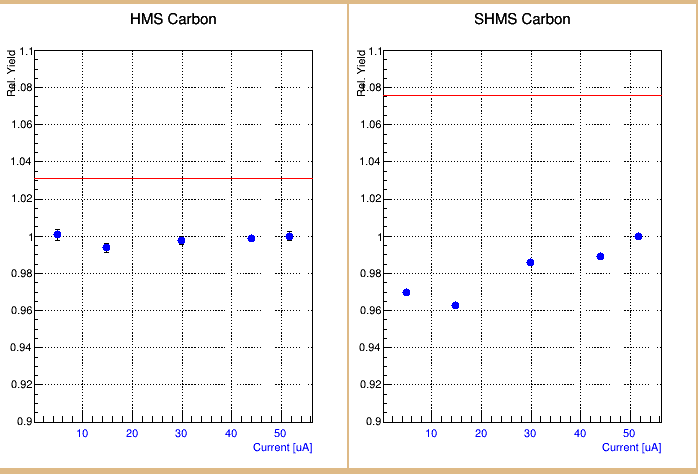 HMS Carbon
Rel. Yield
1.1
1.08
1.06
1.04
1.02
1
0.98
0.96
0.94
0.92
0.9
10 20 30 40 50
Current [uA]
SHMS Carbon
Rel. Yield
1.1
1.08
1.06
1.04
1.02
1
0.98
0.96
0.94
0.92
0.9
10 20 30 40 50
Current [uA]